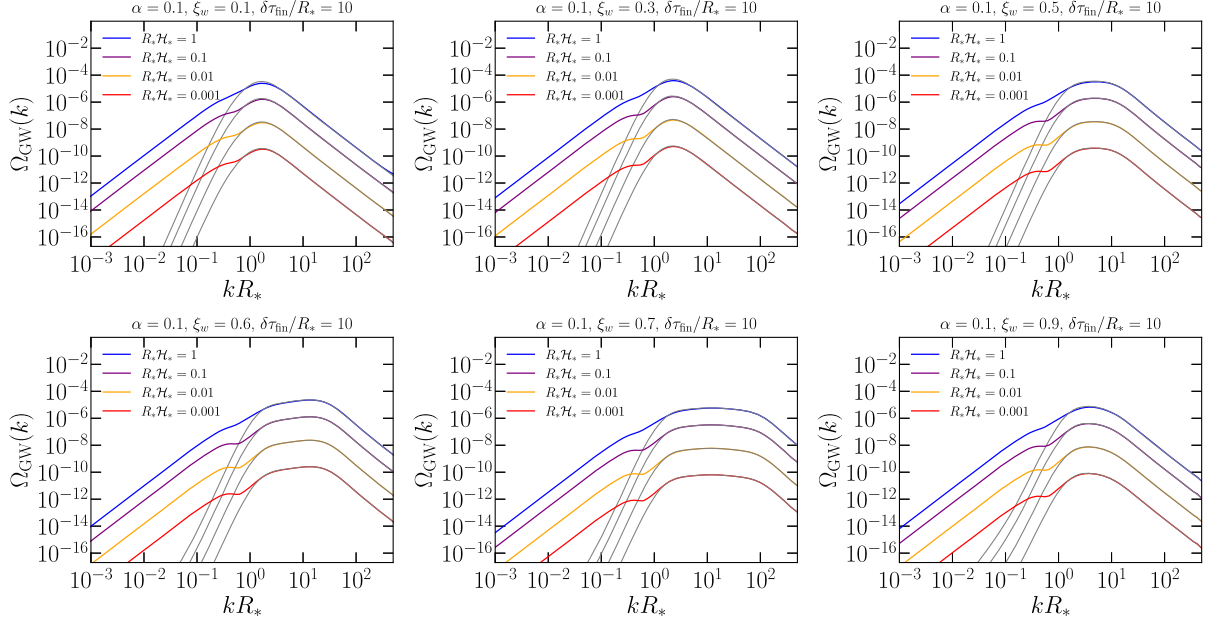 α = 0.1, ξ_w = 0.1, δτ_fin/R_* = 10
R_*ℋ_* = 1
R_*ℋ_* = 0.1
R_*ℋ_* = 0.01
R_*ℋ_* = 0.001
Ω_GW(k)
10^−2
10^−4
10^−6
10^−8
10^−10
10^−12
10^−14
10^−16
10^−3 10^−2 10^−1 10^0 10^1 10^2
kR_*
α = 0.1, ξ_w = 0.3, δτ_fin/R_* = 10
R_*ℋ_* = 1
R_*ℋ_* = 0.1
R_*ℋ_* = 0.01
R_*ℋ_* = 0.001
Ω_GW(k)
10^−2
10^−4
10^−6
10^−8
10^−10
10^−12
10^−14
10^−16
10^−3 10^−2 10^−1 10^0 10^1 10^2
kR_*
α = 0.1, ξ_w = 0.5, δτ_fin/R_* = 10
R_*ℋ_* = 1
R_*ℋ_* = 0.1
R_*ℋ_* = 0.01
R_*ℋ_* = 0.001
Ω_GW(k)
10^−2
10^−4
10^−6
10^−8
10^−10
10^−12
10^−14
10^−16
10^−3 10^−2 10^−1 10^0 10^1 10^2
kR_*
α = 0.1, ξ_w = 0.6, δτ_fin/R_* = 10
R_*ℋ_* = 1
R_*ℋ_* = 0.1
R_*ℋ_* = 0.01
R_*ℋ_* = 0.001
Ω_GW(k)
10^−2
10^−4
10^−6
10^−8
10^−10
10^−12
10^−14
10^−16
10^−3 10^−2 10^−1 10^0 10^1 10^2
kR_*
α = 0.1, ξ_w = 0.7, δτ_fin/R_* = 10
R_*ℋ_* = 1
R_*ℋ_* = 0.1
R_*ℋ_* = 0.01
R_*ℋ_* = 0.001
Ω_GW(k)
10^−2
10^−4
10^−6
10^−8
10^−10
10^−12
10^−14
10^−16
10^−3 10^−2 10^−1 10^0 10^1 10^2
kR_*
α = 0.1, ξ_w = 0.9, δτ_fin/R_* = 10
R_*ℋ_* = 1
R_*ℋ_* = 0.1
R_*ℋ_* = 0.01
R_*ℋ_* = 0.001
Ω_GW(k)
10^−2
10^−4
10^−6
10^−8
10^−10
10^−12
10^−14
10^−16
10^−3 10^−2 10^−1 10^0 10^1 10^2
kR_*